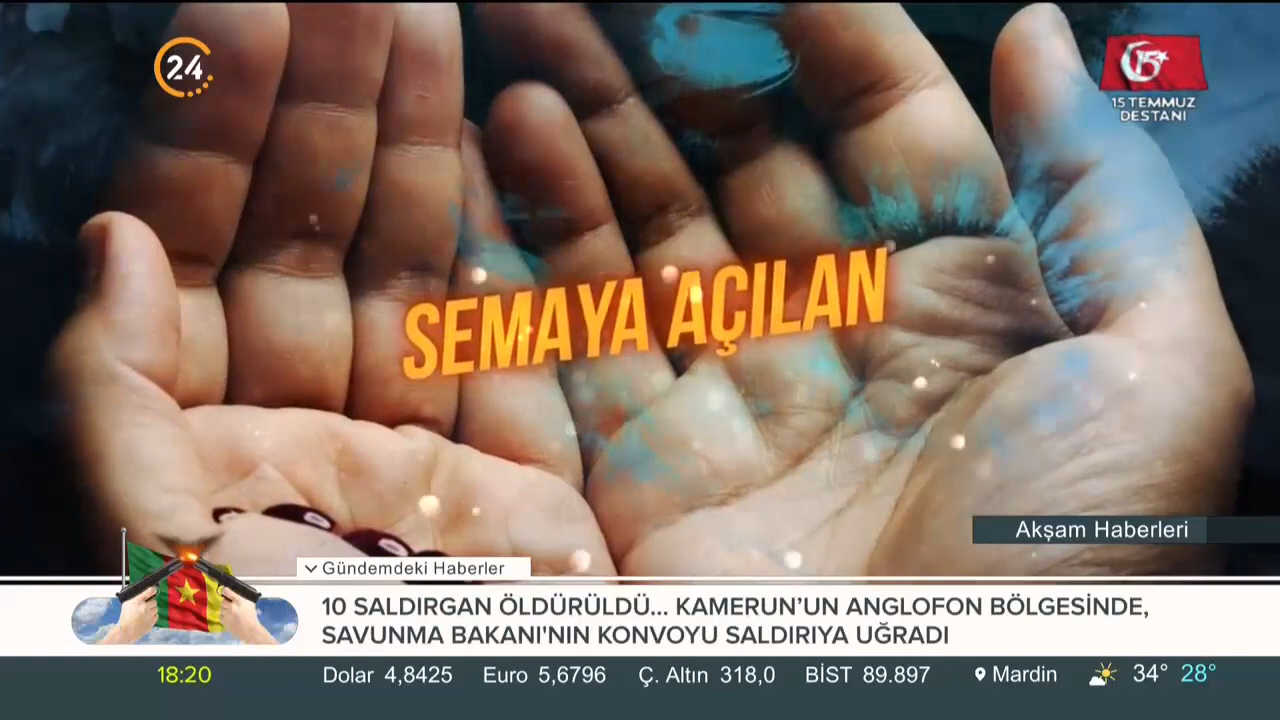 24
15
15 TEMMUZ
DESTANI
SEMAYA AÇILAN
Akşam Haberleri
Gündemdeki Haberler
10 SALDIRGAN ÖLDÜRÜLDÜ... KAMERUN'UN ANGLOFON BÖLGESİNDE,
SAVUNMA BAKANI'NIN KONVOYU SALDIRIYA UĞRADI
18:20 Dolar 4,8425 Euro 5,6796 Ç. Altın 318,0 BİST 89.897 Mardin 34° 28°